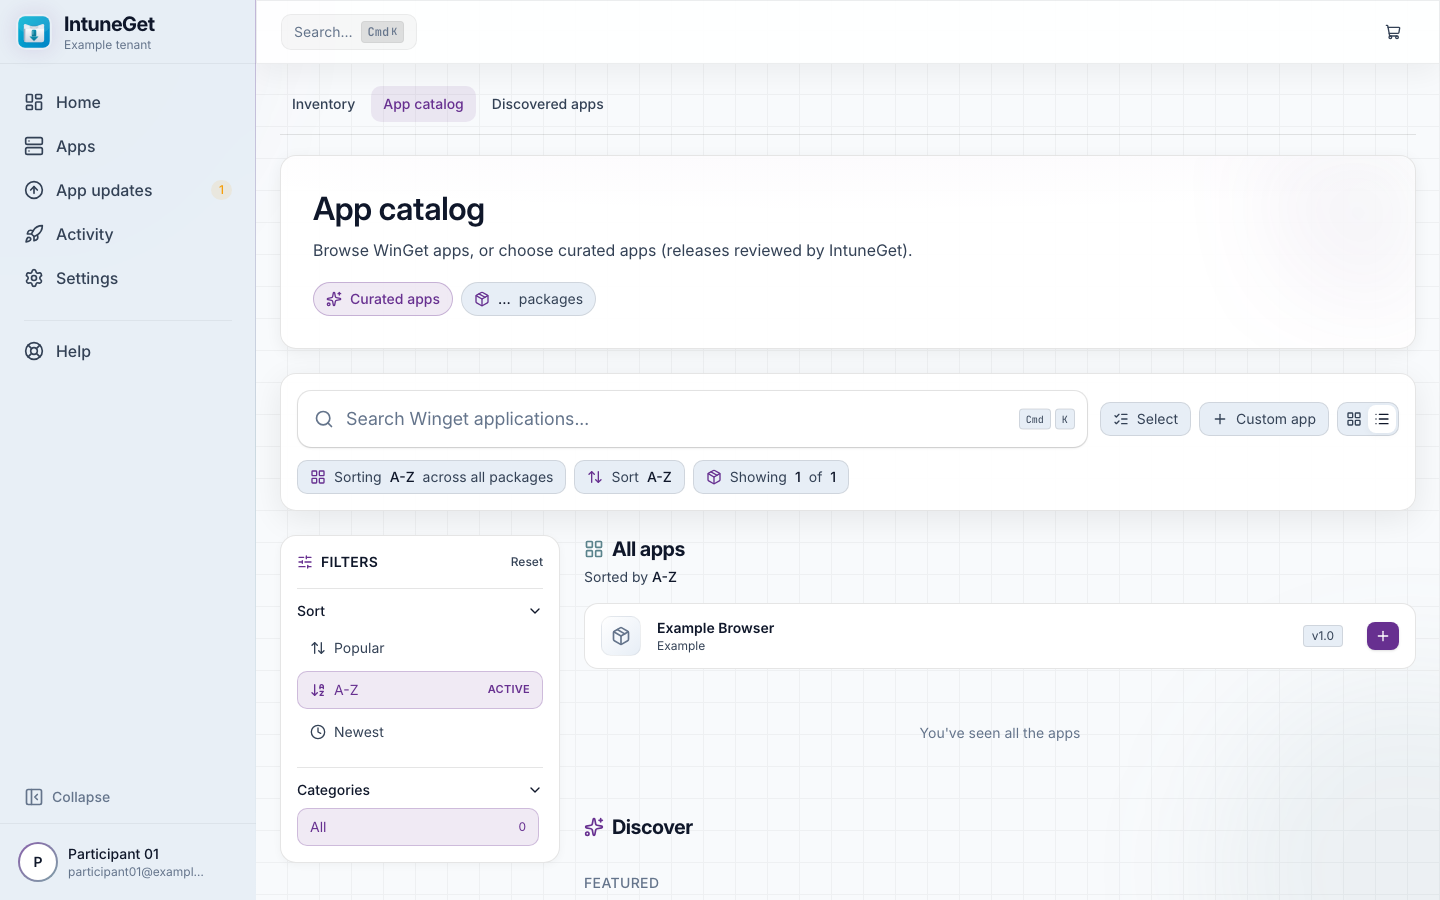 IntuneGet
Example tenant
Search... Cmd K
Home
Apps
App updates 1
Activity
Settings
Help
Collapse
P
Participant 01
participant01@exampl...
Inventory App catalog Discovered apps
App catalog
Browse WinGet apps, or choose curated apps (releases reviewed by IntuneGet).
Curated apps ... packages
Search Winget applications... Cmd K Select Custom app
Sorting A-Z across all packages Sort A-Z Showing 1 of 1
FILTERS Reset
Sort
Popular
A-Z ACTIVE
Newest
Categories
All 0
All apps
Sorted by A-Z
Example Browser
Example
v1.0
You've seen all the apps
Discover
FEATURED